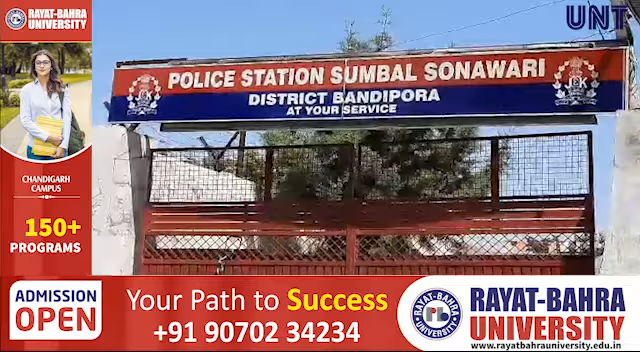 RAYAT-BAHRA
UNIVERSITY
UNT
POLICE STATION SUMBAL SONAWARI
DISTRICT BANDIPORA
AT YOUR SERVICE
CHANDIGARH
CAMPUS
150+
PROGRAMS
ADMISSION
OPEN
Your Path to Success
+91 90702 34234
RAYAT-BAHRA
UNIVERSITY
www.rayatbahrauniversity.edu.in